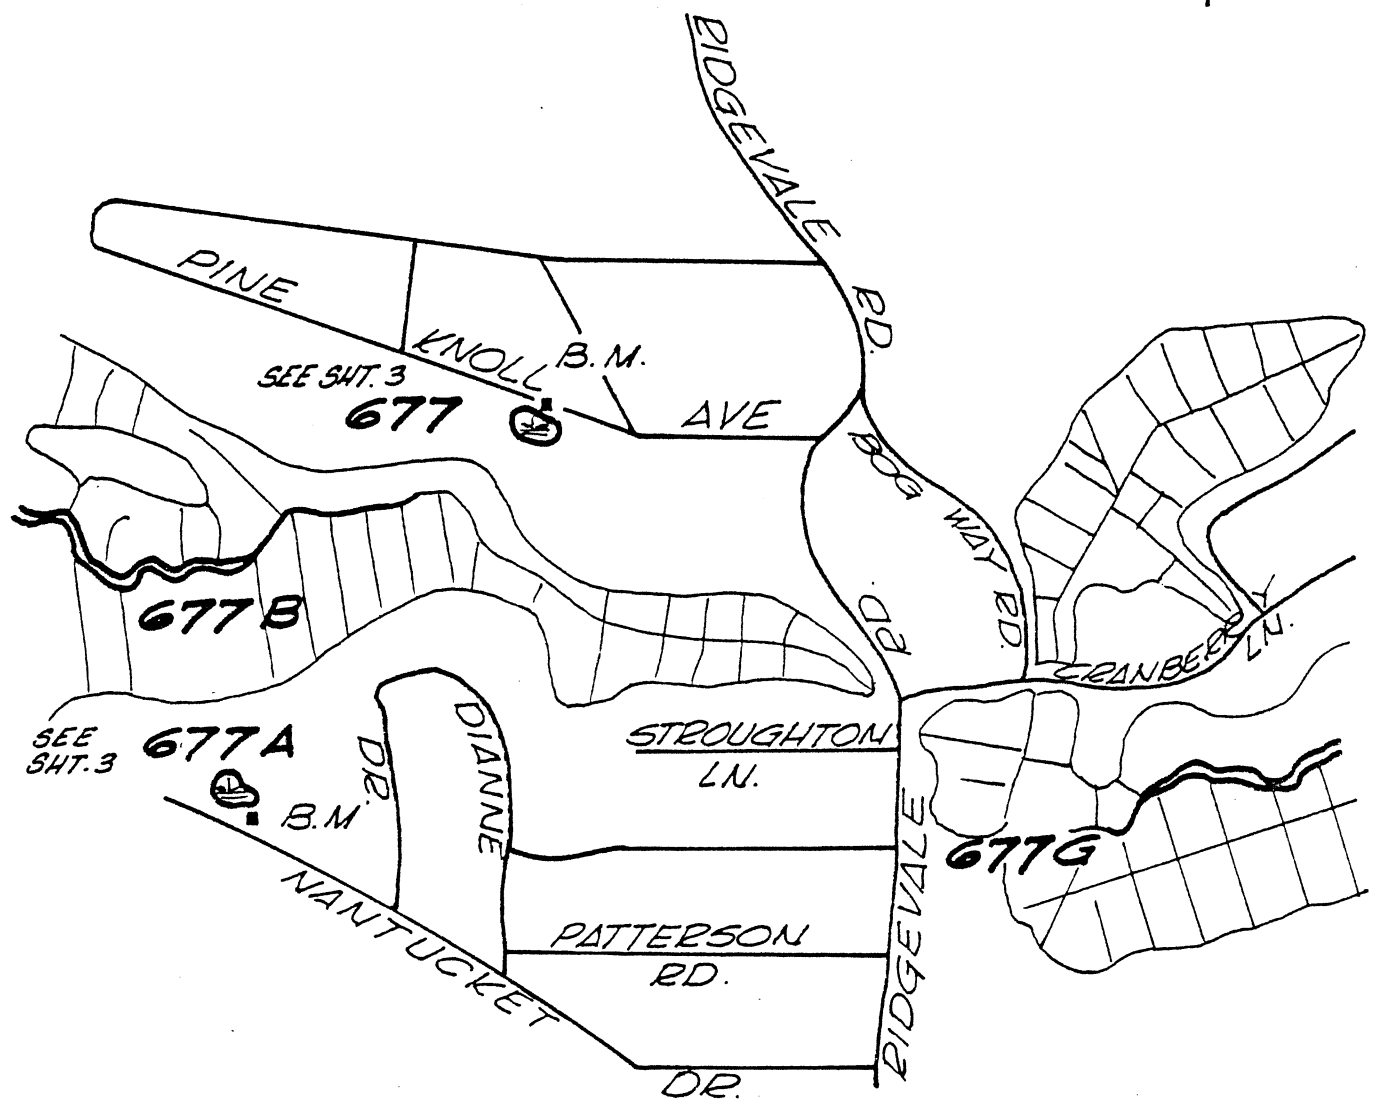 RIDGEVALE RD.
PINE KNOLL AVE
B.M.
SEE SHT. 3
677
BOG WAY RD.
RD
677B
CRANBERRY LN.
SEE
SHT. 3
677A
B.M.
DIANNE DR.
STROUGHTON
LN.
677G
RIDGEVALE
PATTERSON
RD.
NANTUCKET DR.